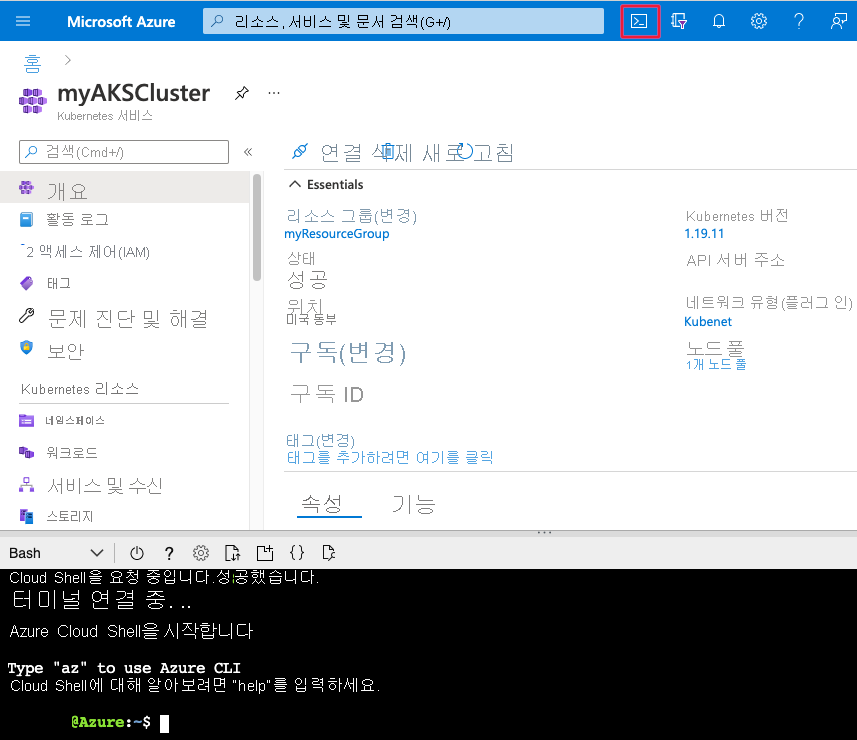 Microsoft Azure
리소스, 서비스 및 문서 검색(G+/)
홈
myAKSCluster
Kubernetes 서비스
검색(Cmd+/)
개요
활동 로그
2 액세스 제어(IAM)
태그
문제 진단 및 해결
보안
Kubernetes 리소스
네임스페이스
워크로드
서비스 및 수신
스토리지
연결 삭제 새로 고침
Essentials
리소스 그룹(변경)
myResourceGroup
상태
성공
위치
미국 동부
구독(변경)
구독 ID
태그(변경)
태그를 추가하려면 여기를 클릭
Kubernetes 버전
1.19.11
API 서버 주소
네트워크 유형(플러그 인)
Kubenet
노드 풀
1개 노드 풀
속성 기능
Bash
Cloud Shell을 요청 중입니다.성공했습니다.
터미널 연결 중...
Azure Cloud Shell을 시작합니다
Type "az" to use Azure CLI
Cloud Shell에 대해 알아보려면 "help"를 입력하세요.
@Azure:~$